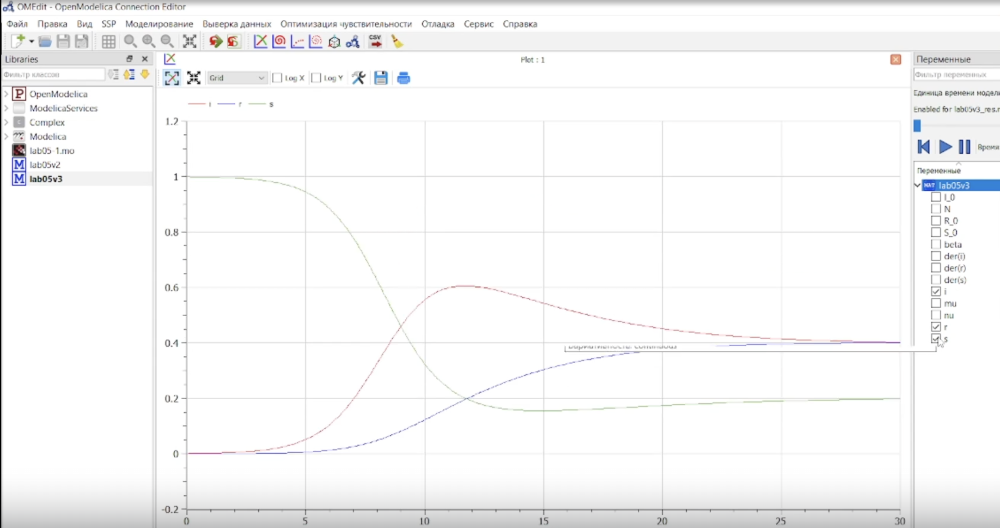 OMEdit - OpenModelica Connection Editor
Файл Правка Вид SSP Моделирование Выверка данных Оптимизация чувствительности Отладка Сервис Справка
CSV
Libraries
Фильтр классов
P OpenModelica
ModelicaServices
C Complex
Modelica
lab05-1.mo
M lab05v2
M lab05v3
Plot : 1
Grid Log X Log Y
i r s
1.2
1
0.8
0.6
0.4
0.2
0
-0.2
0 5 10 15 20 25 30
Вариативность: continuous
Переменные
Фильтр переменных
Единица времени модели
Enabled for lab05v3_res.
Время:
Переменные
MAT lab05v3
I_0
N
R_0
S_0
beta
der(i)
der(r)
der(s)
i
mu
nu
r
s